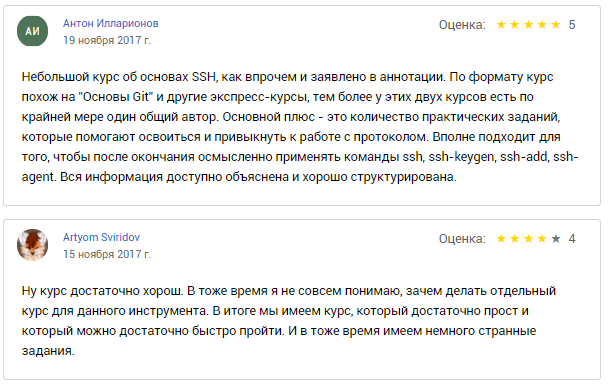 АИ
Антон Илларионов
Оценка: 5
19 ноября 2017 г.
Небольшой курс об основах SSH, как впрочем и заявлено в аннотации. По формату курс
похож на "Основы Git" и другие экспресс-курсы, тем более у этих двух курсов есть по
крайней мере один общий автор. Основной плюс - это количество практических заданий,
которые помогают освоиться и привыкнуть к работе с протоколом. Вполне подходит для
того, чтобы после окончания осмысленно применять команды ssh, ssh-keygen, ssh-add, ssh-
agent. Вся информация доступно объяснена и хорошо структурирована.
Artyom Sviridov
Оценка: 4
15 ноября 2017 г.
Ну курс достаточно хорош. В тоже время я не совсем понимаю, зачем делать отдельный
курс для данного инструмента. В итоге мы имеем курс, который достаточно прост и
который можно достаточно быстро пройти. И в тоже время имеем немного странные
задания.